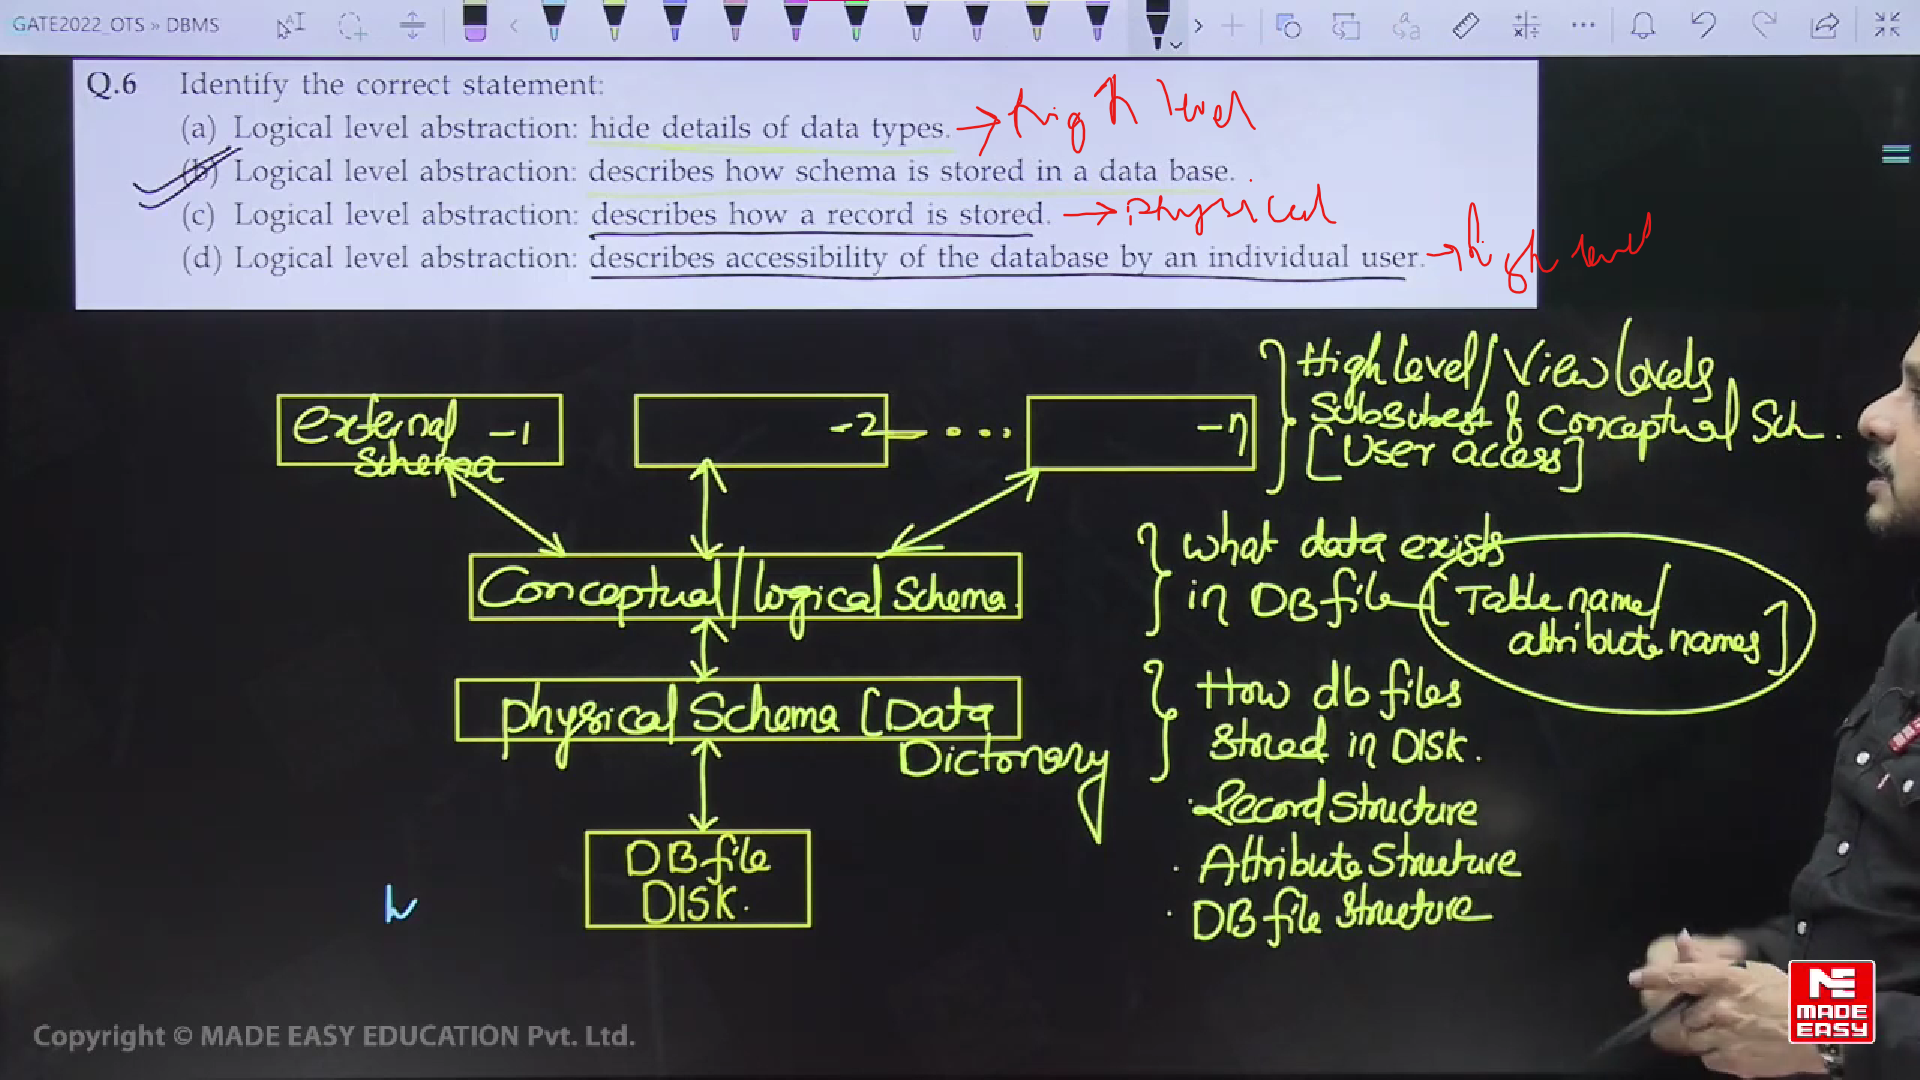 GATE2022_OTS » DBMS
Q.6 Identify the correct statement:
(a) Logical level abstraction: hide details of data types. → high level
(b) Logical level abstraction: describes how schema is stored in a data base.
(c) Logical level abstraction: describes how a record is stored. → physical
(d) Logical level abstraction: describes accessibility of the database by an individual user. → high level
external schema -1
-2
...
-n
High level/View levels
of Conceptual Sch.
[User access]
Conceptual/logical Schema.
What data exists
in DB file [Table name/
attribute names]
physical Schema [Data
Dictonary
How db files
Stored in DISK.
· Record Structure
· Attribute Structure
· DB file Structure
DB file
DISK.
Copyright © MADE EASY EDUCATION Pvt. Ltd.
ME
MADE
EASY